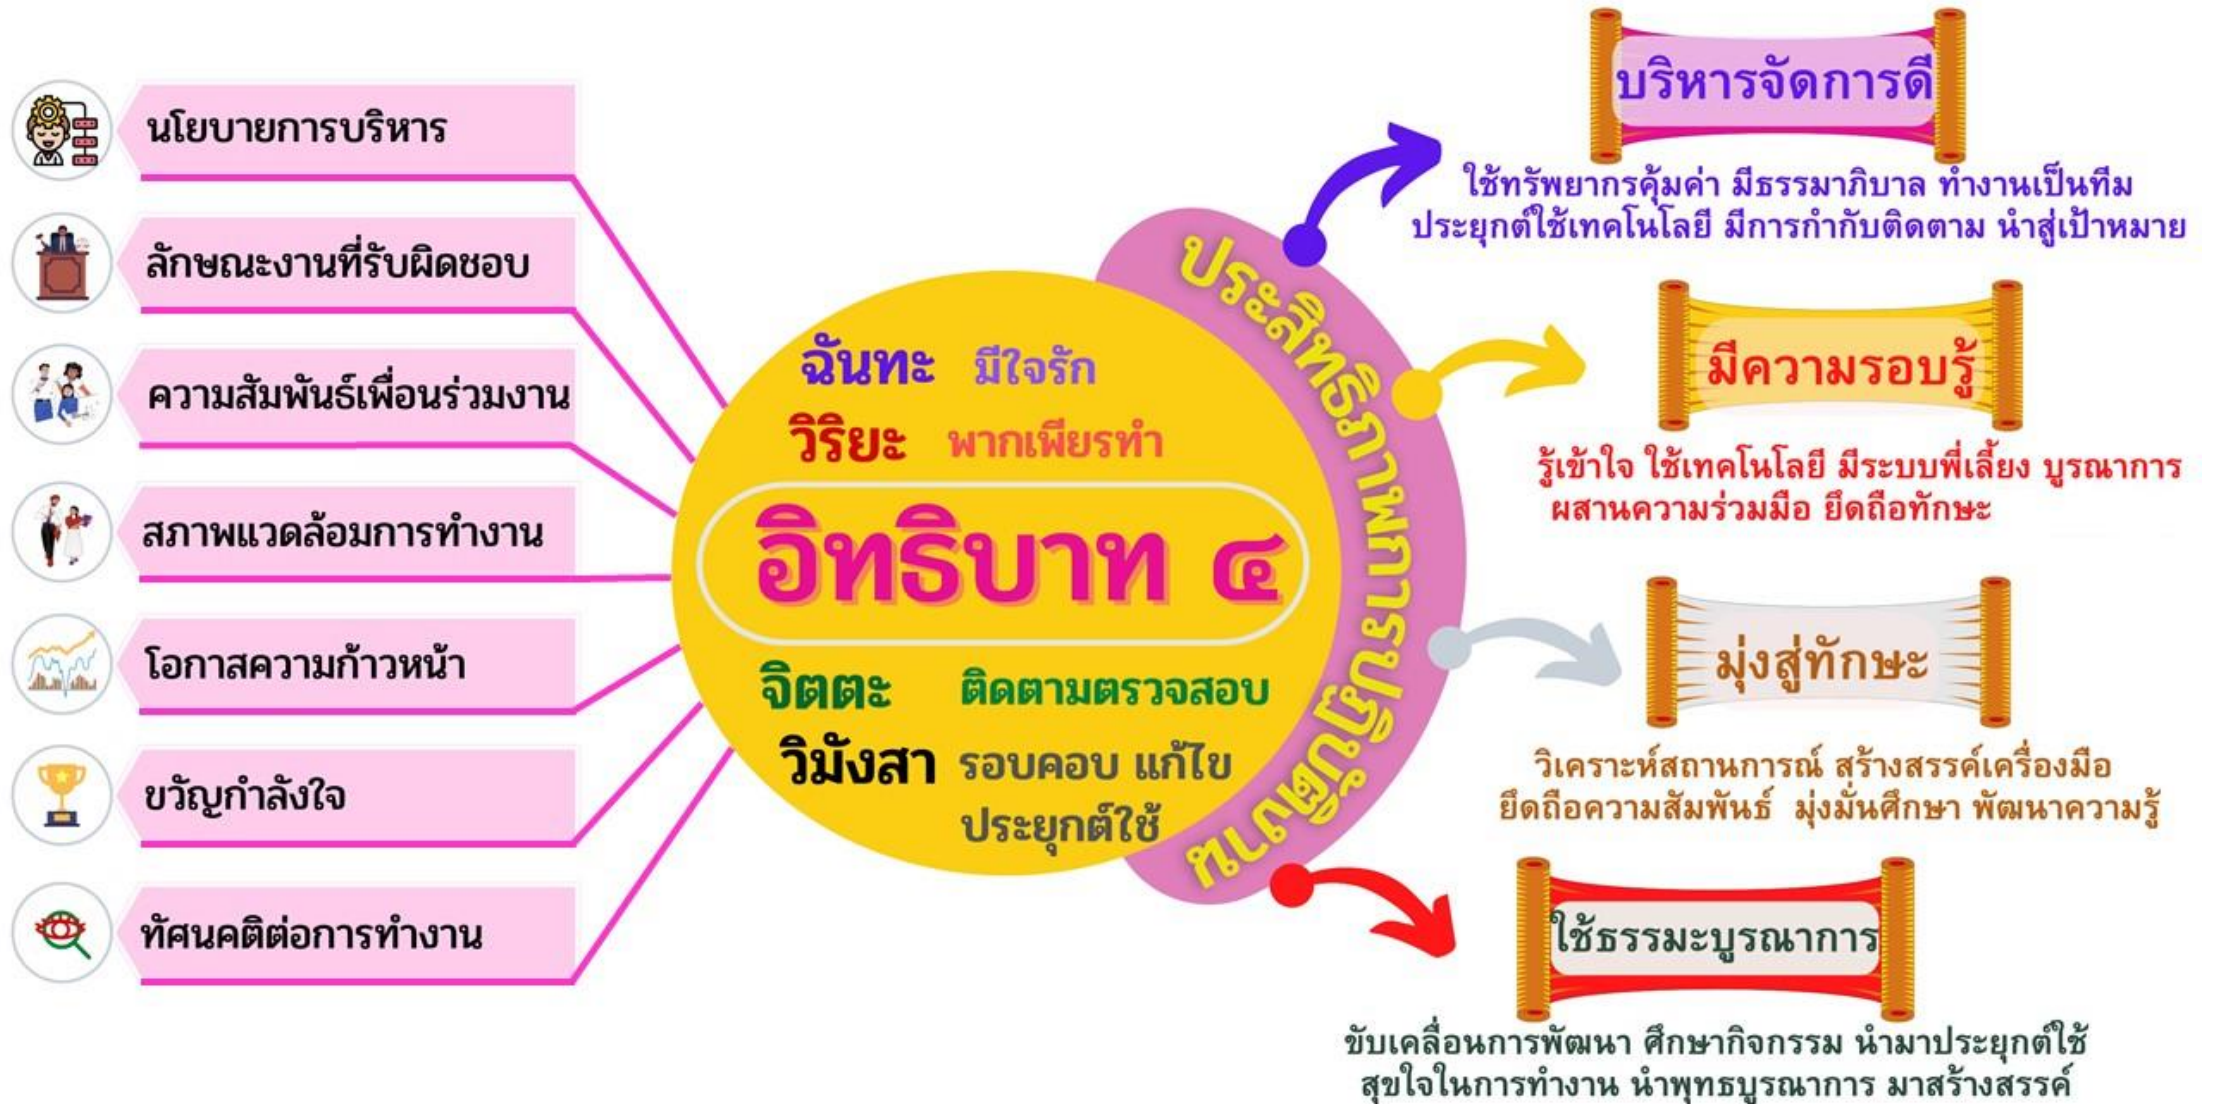 นโยบายการบริหาร
ลักษณะงานที่รับผิดชอบ
ความสัมพันธ์เพื่อนร่วมงาน
สภาพแวดล้อมการทำงาน
โอกาสความก้าวหน้า
ขวัญกำลังใจ
ทัศนคติต่อการทำงาน
ฉันทะ มีใจรัก
วิริยะ พากเพียรทำ
อิทธิบาท ๔
จิตตะ ติดตามตรวจสอบ
วิมังสา รอบคอบ แก้ไข
ประยุกต์ใช้
ประสิทธิภาพการปฏิบัติงาน
บริหารจัดการดี
ใช้ทรัพยากรคุ้มค่า มีธรรมาภิบาล ทำงานเป็นทีม
ประยุกต์ใช้เทคโนโลยี มีการกำกับติดตาม นำสู่เป้าหมาย
มีความรอบรู้
รู้เข้าใจ ใช้เทคโนโลยี มีระบบพี่เลี้ยง บูรณาการ
ผสานความร่วมมือ ยึดถือทักษะ
มุ่งสู่ทักษะ
วิเคราะห์สถานการณ์ สร้างสรรค์เครื่องมือ
ยึดถือความสัมพันธ์ มุ่งมั่นศึกษา พัฒนาความรู้
ใช้ธรรมะบูรณาการ
ขับเคลื่อนการพัฒนา ศึกษากิจกรรม นำมาประยุกต์ใช้
สุขใจในการทำงาน นำพุทธบูรณาการ มาสร้างสรรค์